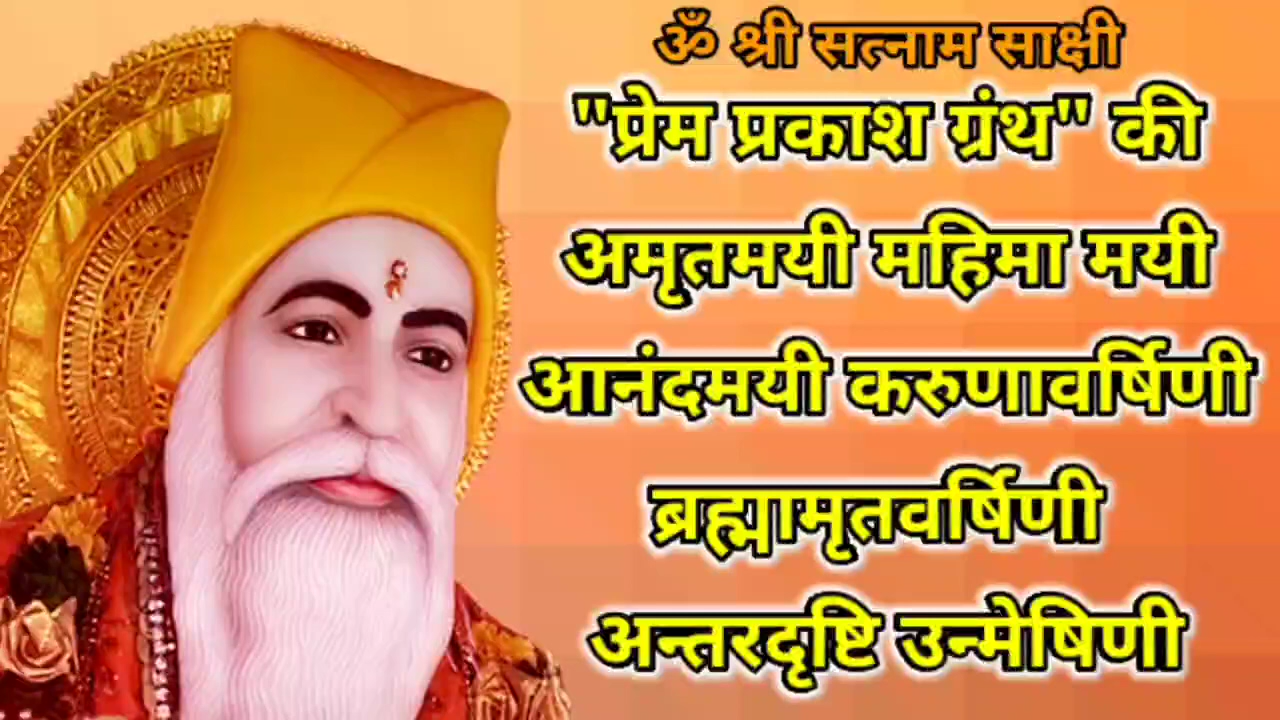 ॐ श्री सत्नाम साक्षी
"प्रेम प्रकाश ग्रंथ" की
अमृतमयी महिमा मयी
आनंदमयी करुणावर्षिणी
ब्रह्मामृतवर्षिणी
अन्तरदृष्टि उन्मेषिणी